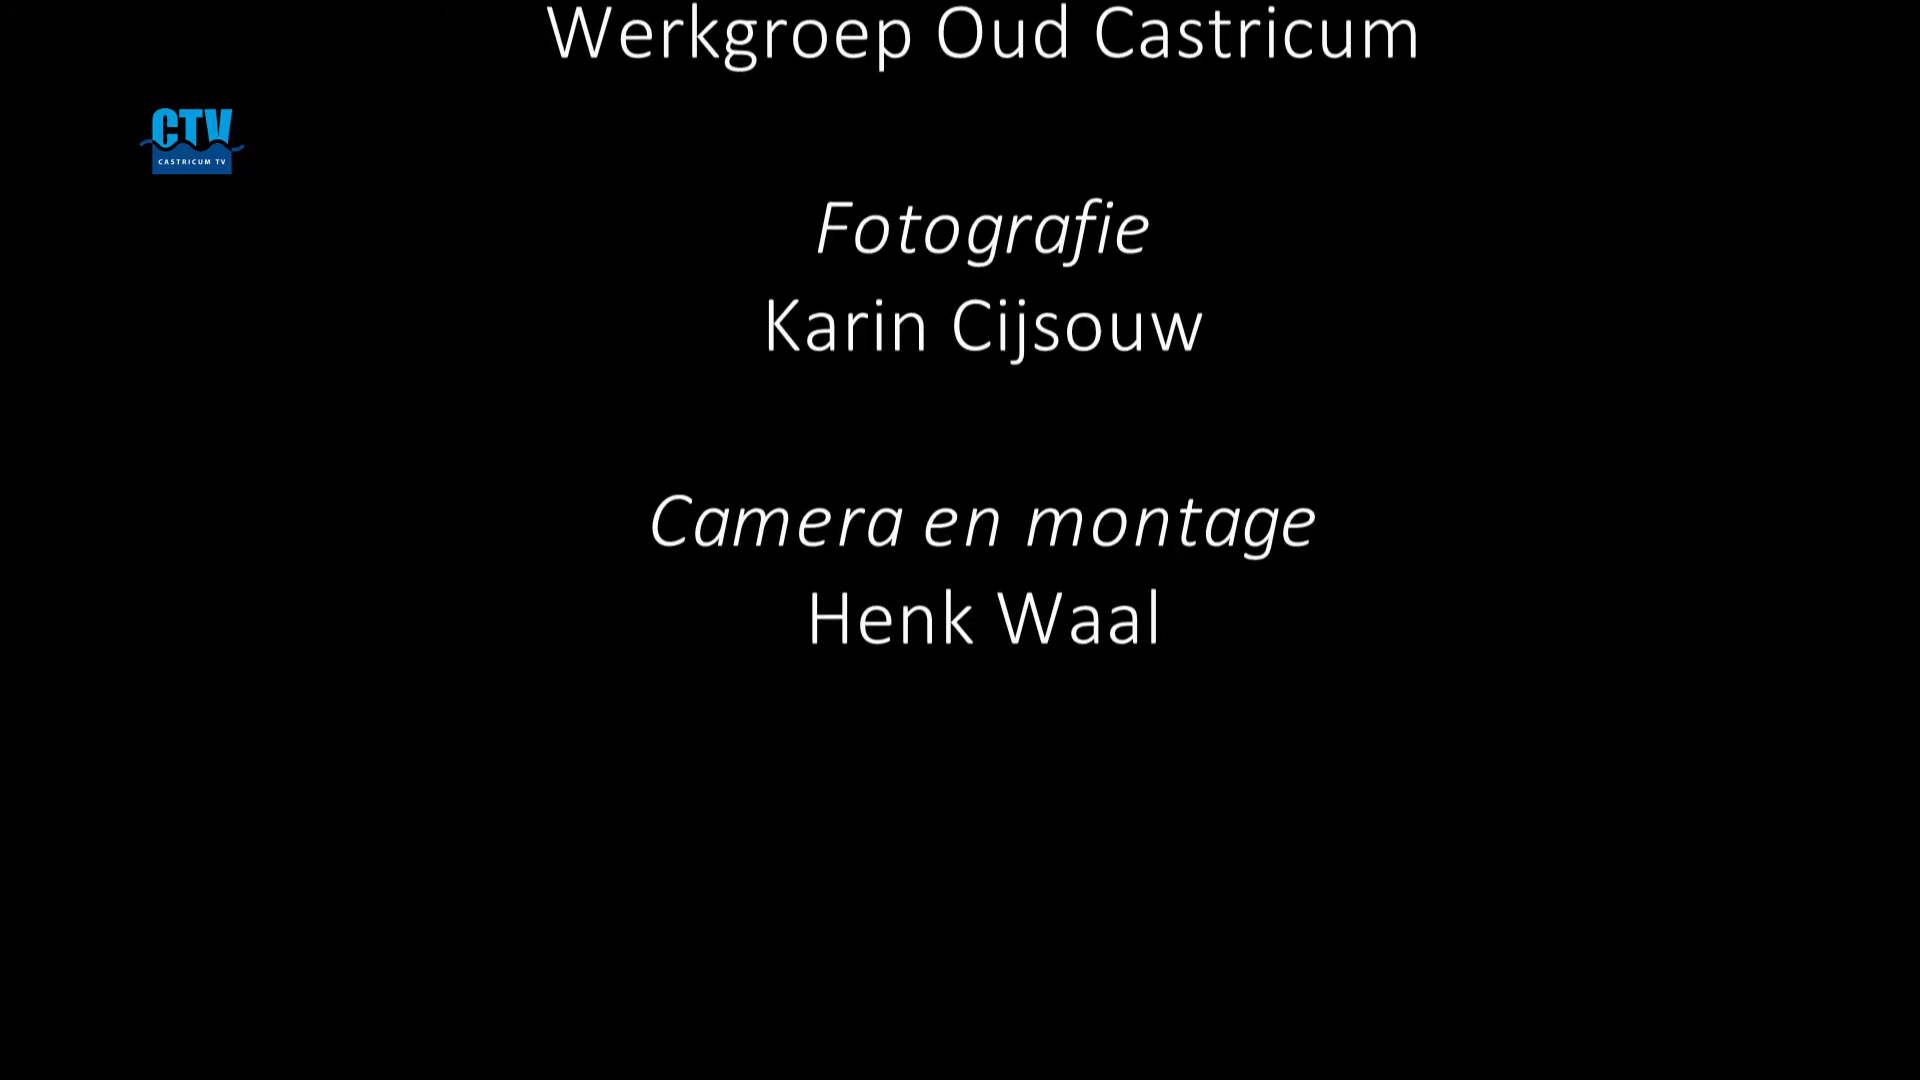 Werkgroep Oud Castricum
CTV
CASTRICUM TV
Fotografie
Karin Cijsouw
Camera en montage
Henk Waal